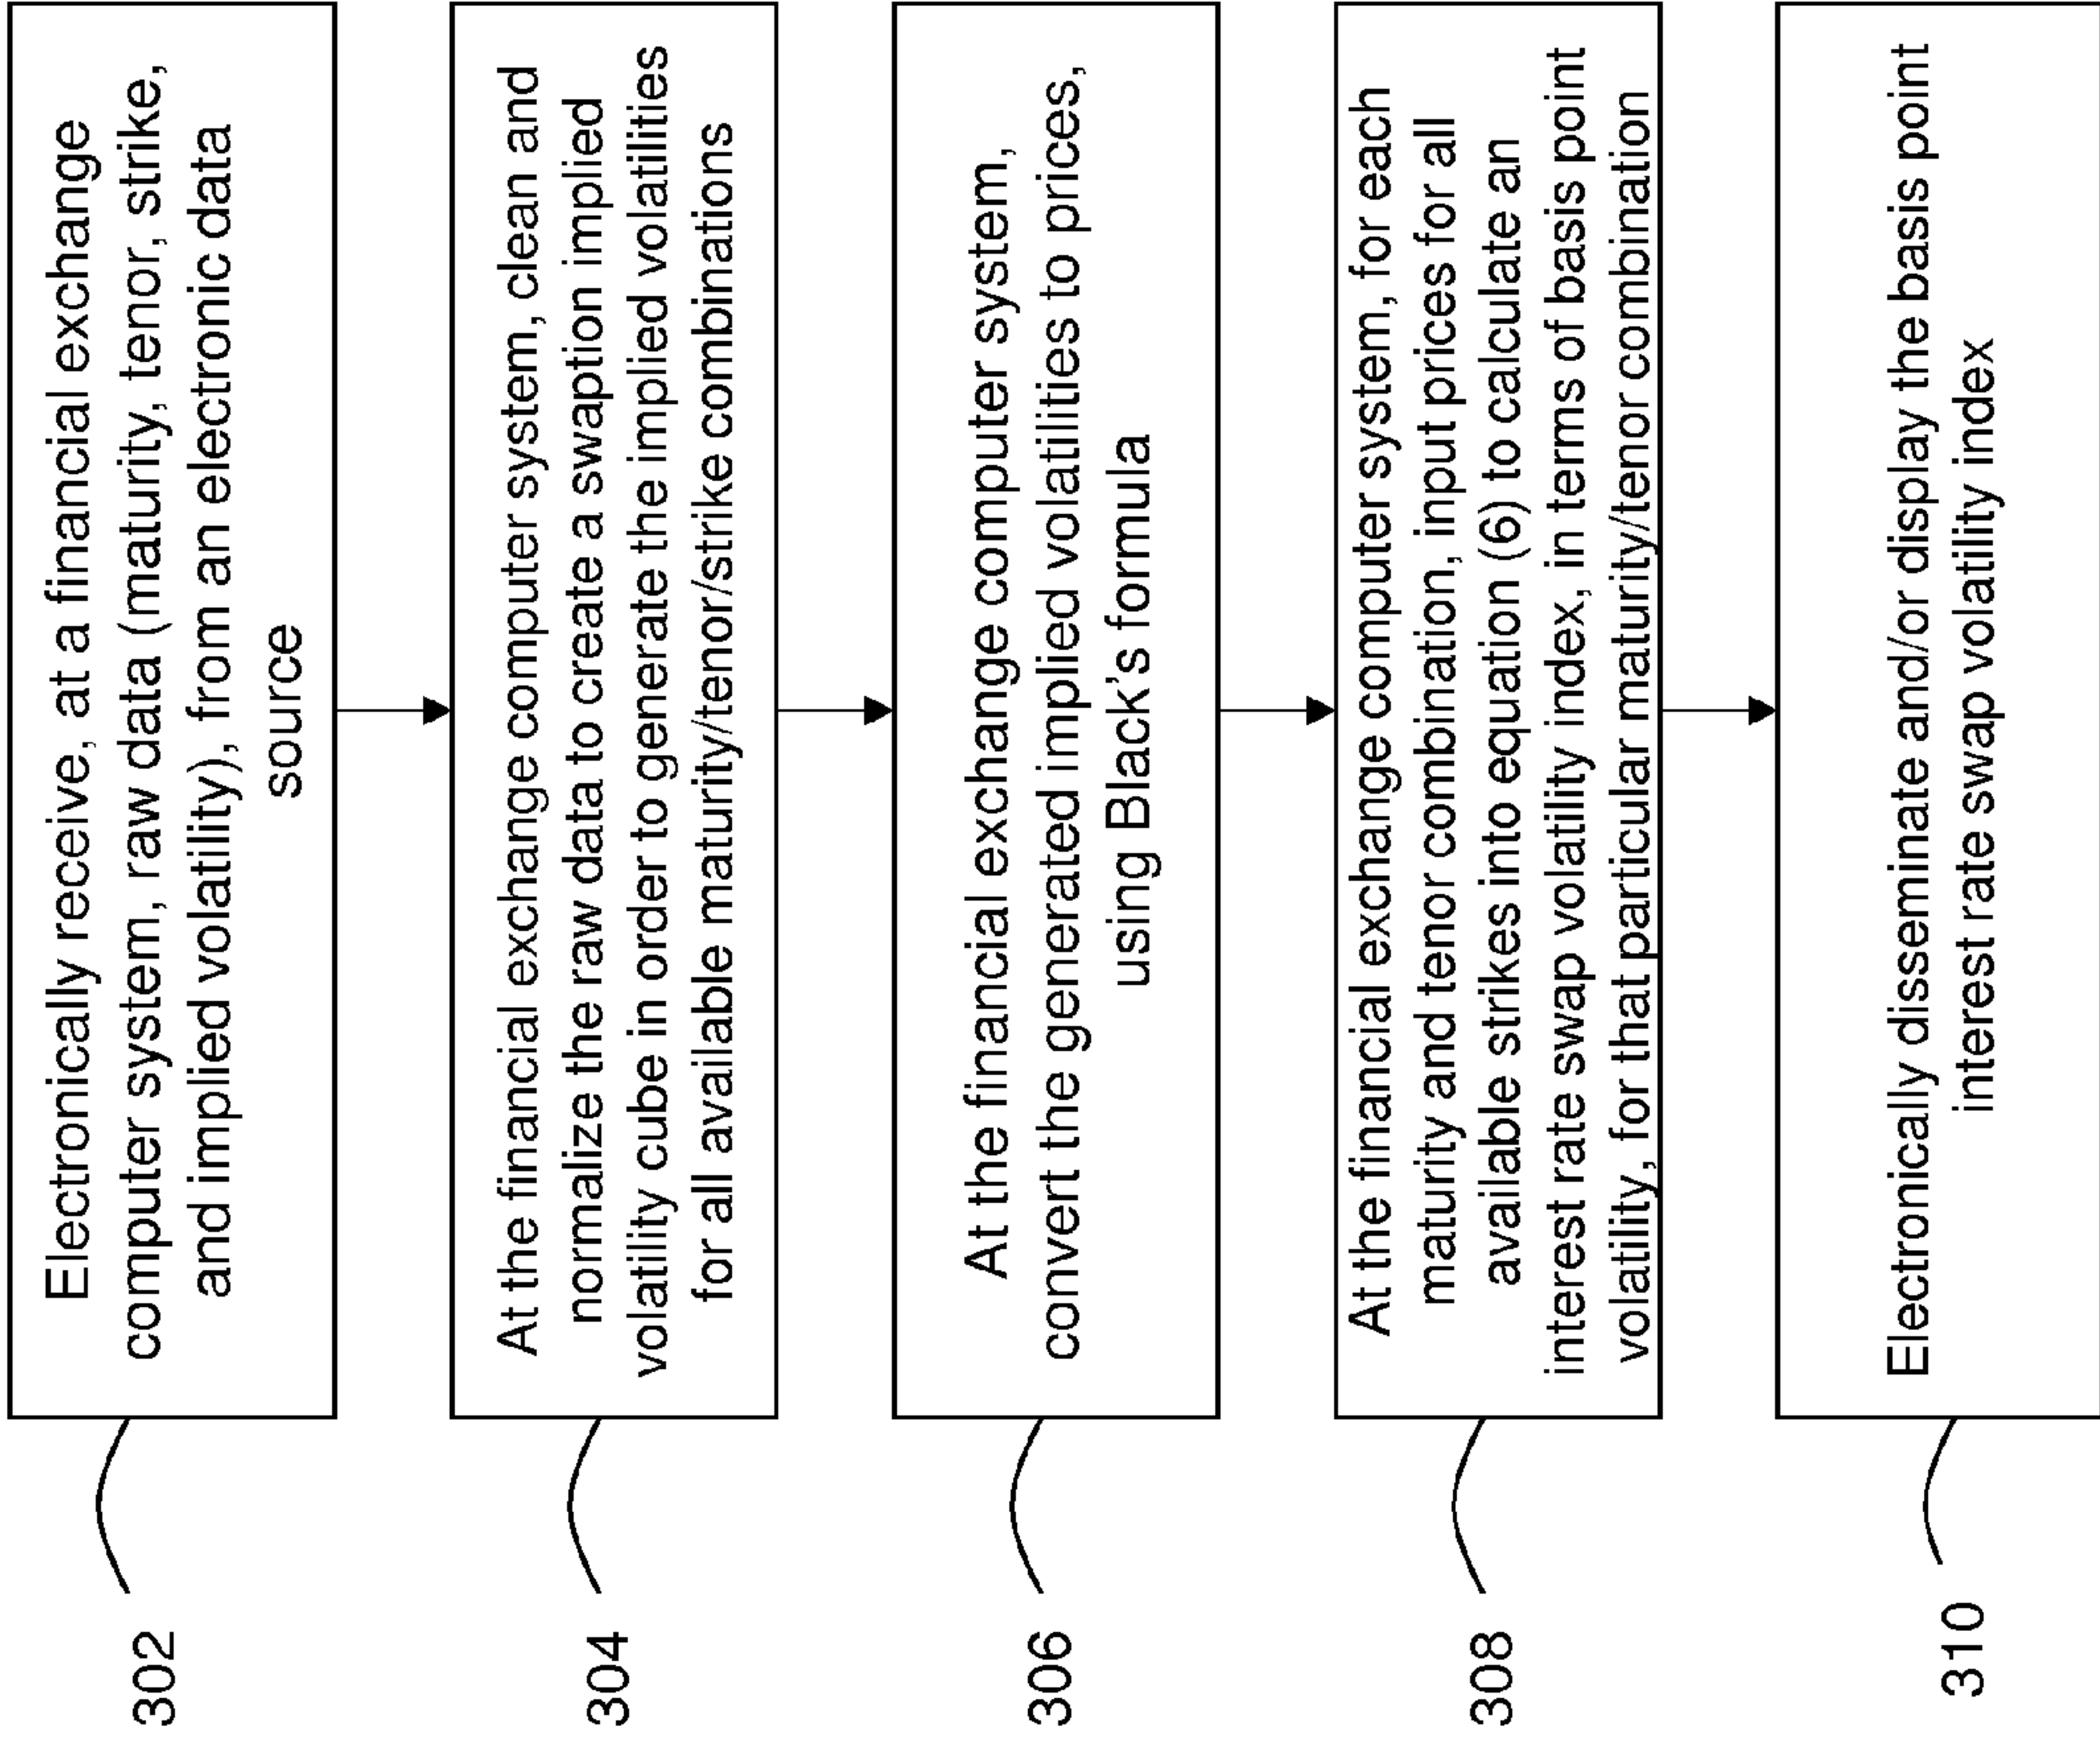 302
Electronically receive, at a financial exchange
computer system, raw data (maturity, tenor, strike,
and implied volatility), from an electronic data
source
304
At the financial exchange computer system, clean and
normalize the raw data to create a swaption implied
volatility cube in order to generate the implied volatilities
for all available maturity/tenor/strike combinations
306
At the financial exchange computer system,
convert the generated implied volatilities to prices,
using Black's formula
308
At the financial exchange computer system, for each
maturity and tenor combination, input prices for all
available strikes into equation (6) to calculate an
interest rate swap volatility index, in terms of basis point
volatility, for that particular maturity/tenor combination
310
Electronically disseminate and/or display the basis point
interest rate swap volatility index